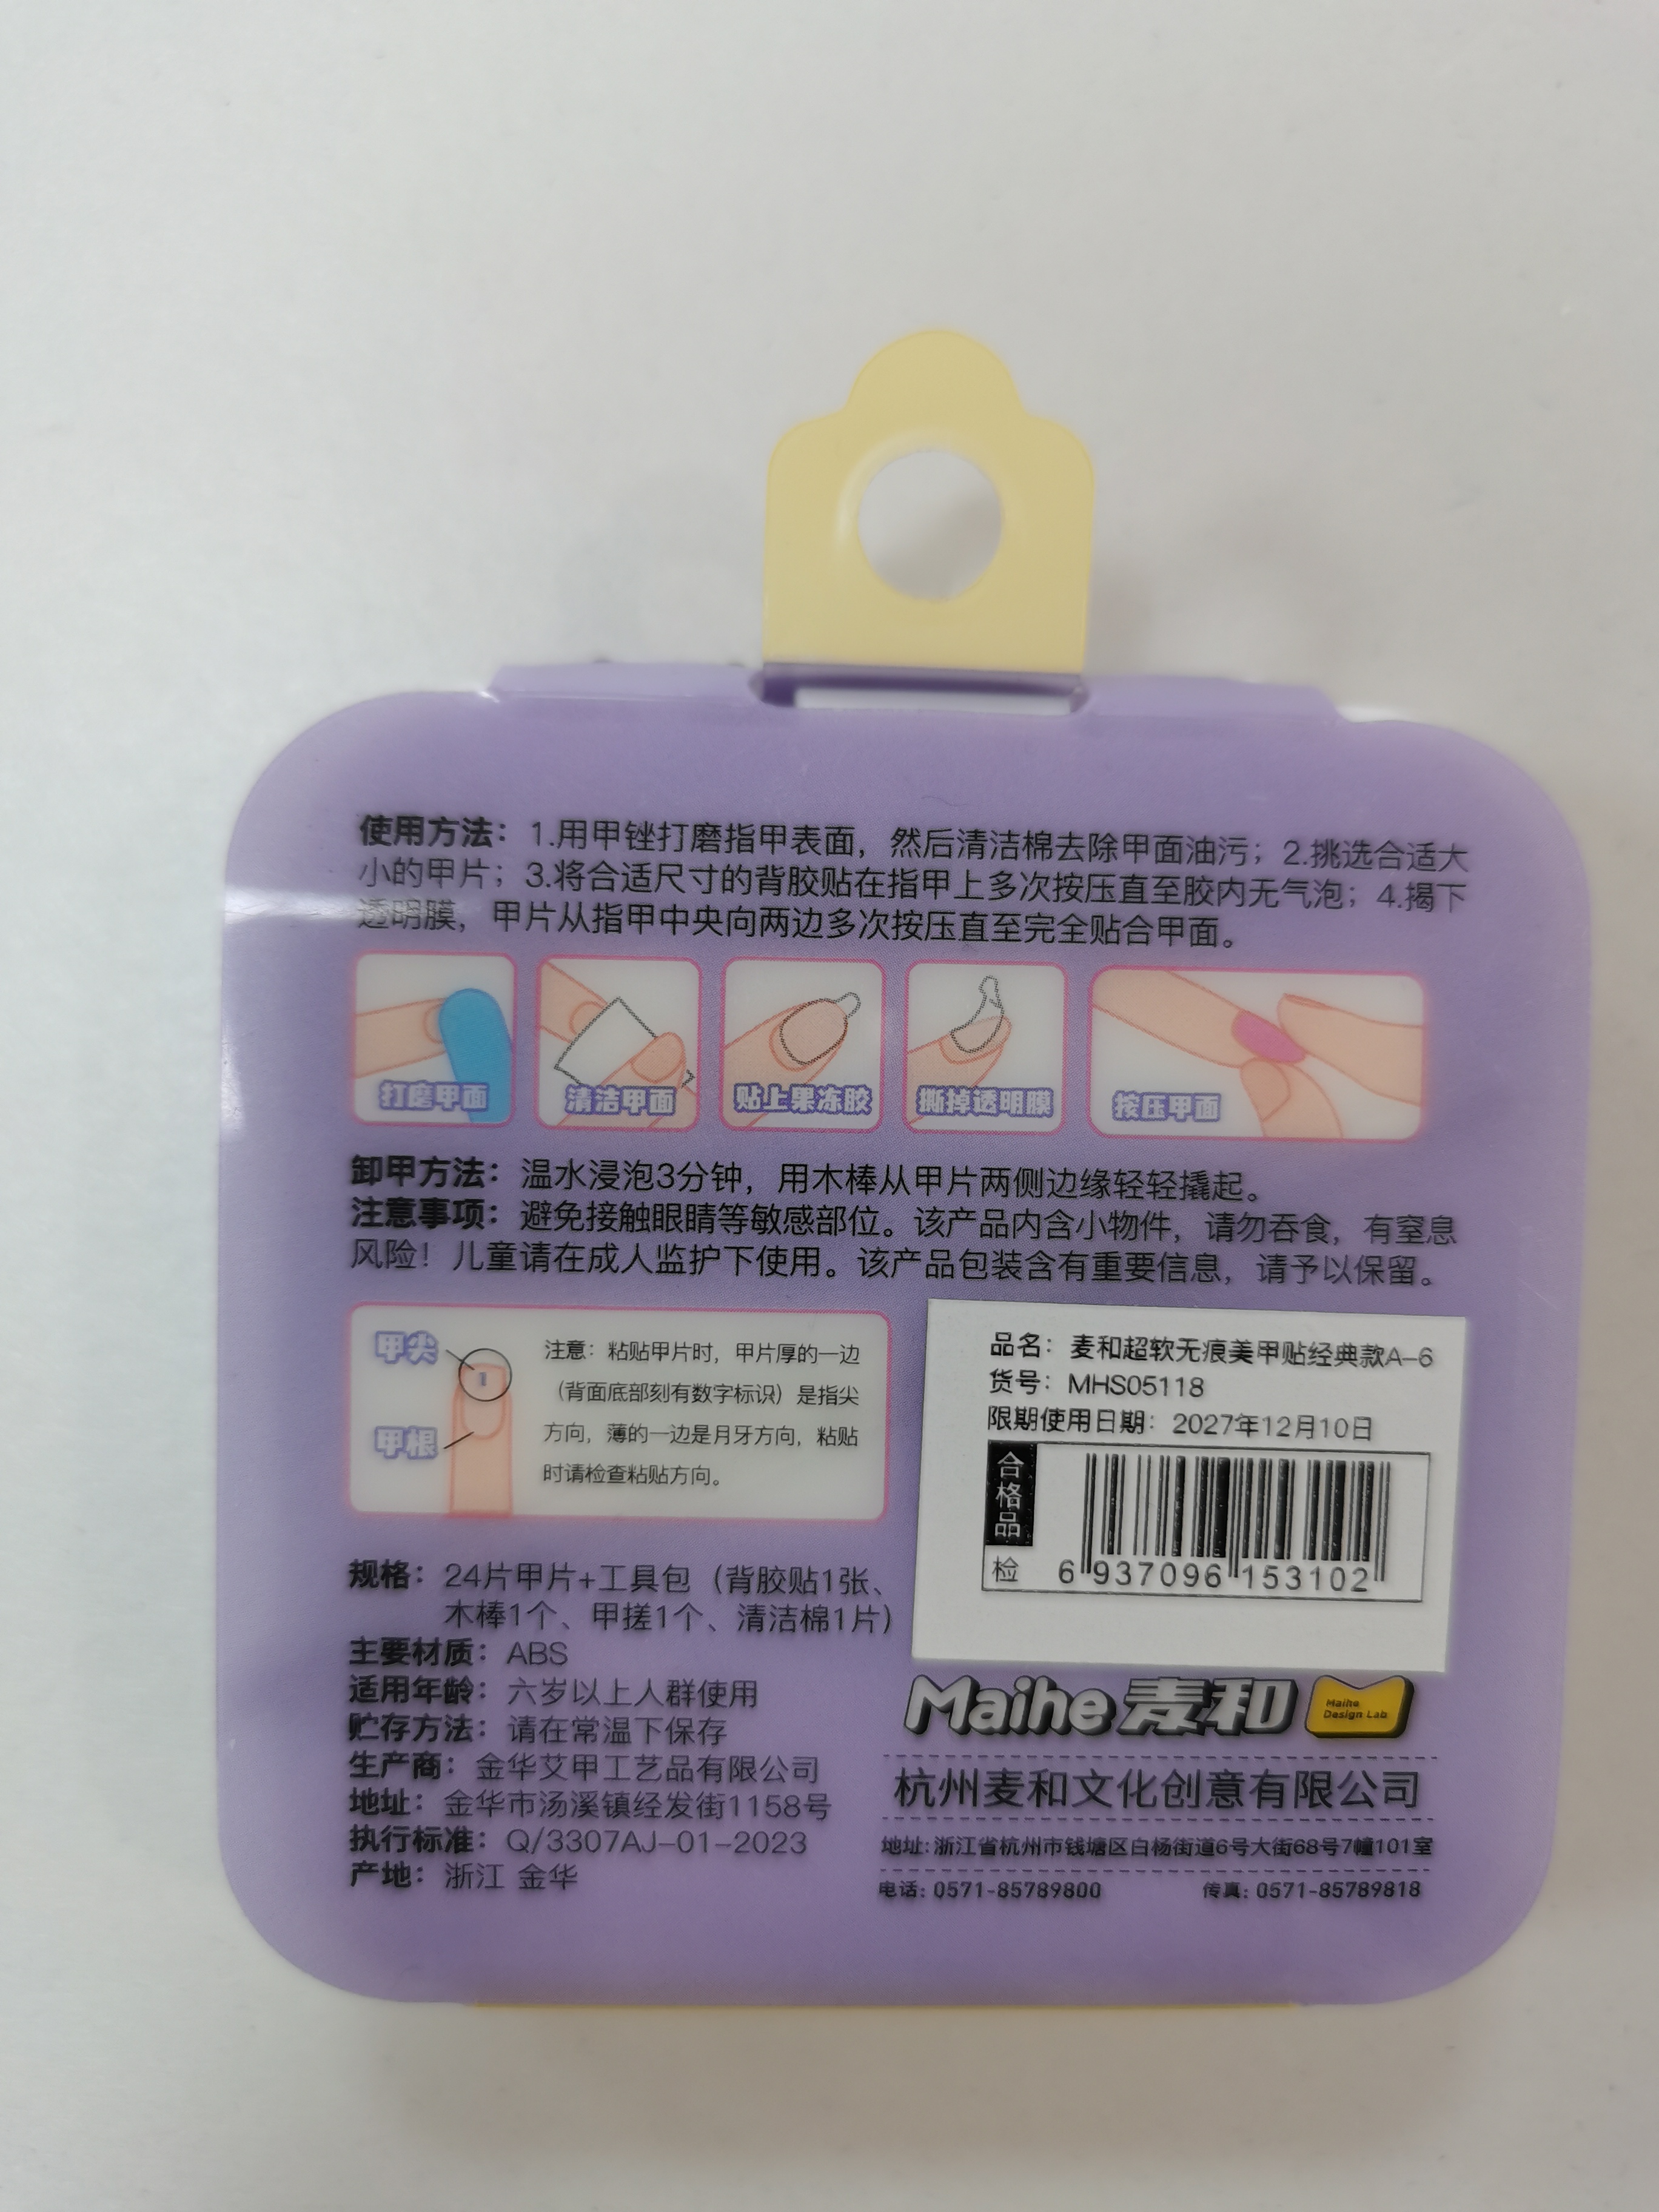 使用方法：1.用甲锉打磨指甲表面，然后清洁棉去除甲面油污；2.挑选合适大
小的甲片；3.将合适尺寸的背胶贴在指甲上多次按压直至胶内无气泡；4.揭下
透明膜，甲片从指甲中央向两边多次按压直至完全贴合甲面。
打磨甲面
清洁甲面
贴上果冻胶
撕掉透明膜
按压甲面
卸甲方法：温水浸泡3分钟，用木棒从甲片两侧边缘轻轻撬起。
注意事项：避免接触眼睛等敏感部位。该产品内含小物件，请勿吞食，有窒息
风险！儿童请在成人监护下使用。该产品包装含有重要信息，请予以保留。
甲尖
1
甲根
注意：粘贴甲片时，甲片厚的一边
（背面底部刻有数字标识）是指尖
方向，薄的一边是月牙方向，粘贴
时请检查粘贴方向。
品名：麦和超软无痕美甲贴经典款A-6
货号：MHS05118
限期使用日期：2027年12月10日
合格品
检
6 937096 153102
规格：24片甲片+工具包（背胶贴1张、
木棒1个、甲搓1个、清洁棉1片）
主要材质：ABS
适用年龄：六岁以上人群使用
贮存方法：请在常温下保存
生产商：金华艾甲工艺品有限公司
地址：金华市汤溪镇经发街1158号
执行标准：Q/3307AJ-01-2023
产地：浙江 金华
Maihe 麦和
Maihe
Design Lab
杭州麦和文化创意有限公司
地址：浙江省杭州市钱塘区白杨街道6号大街68号7幢101室
电话：0571-85789800 传真：0571-85789818